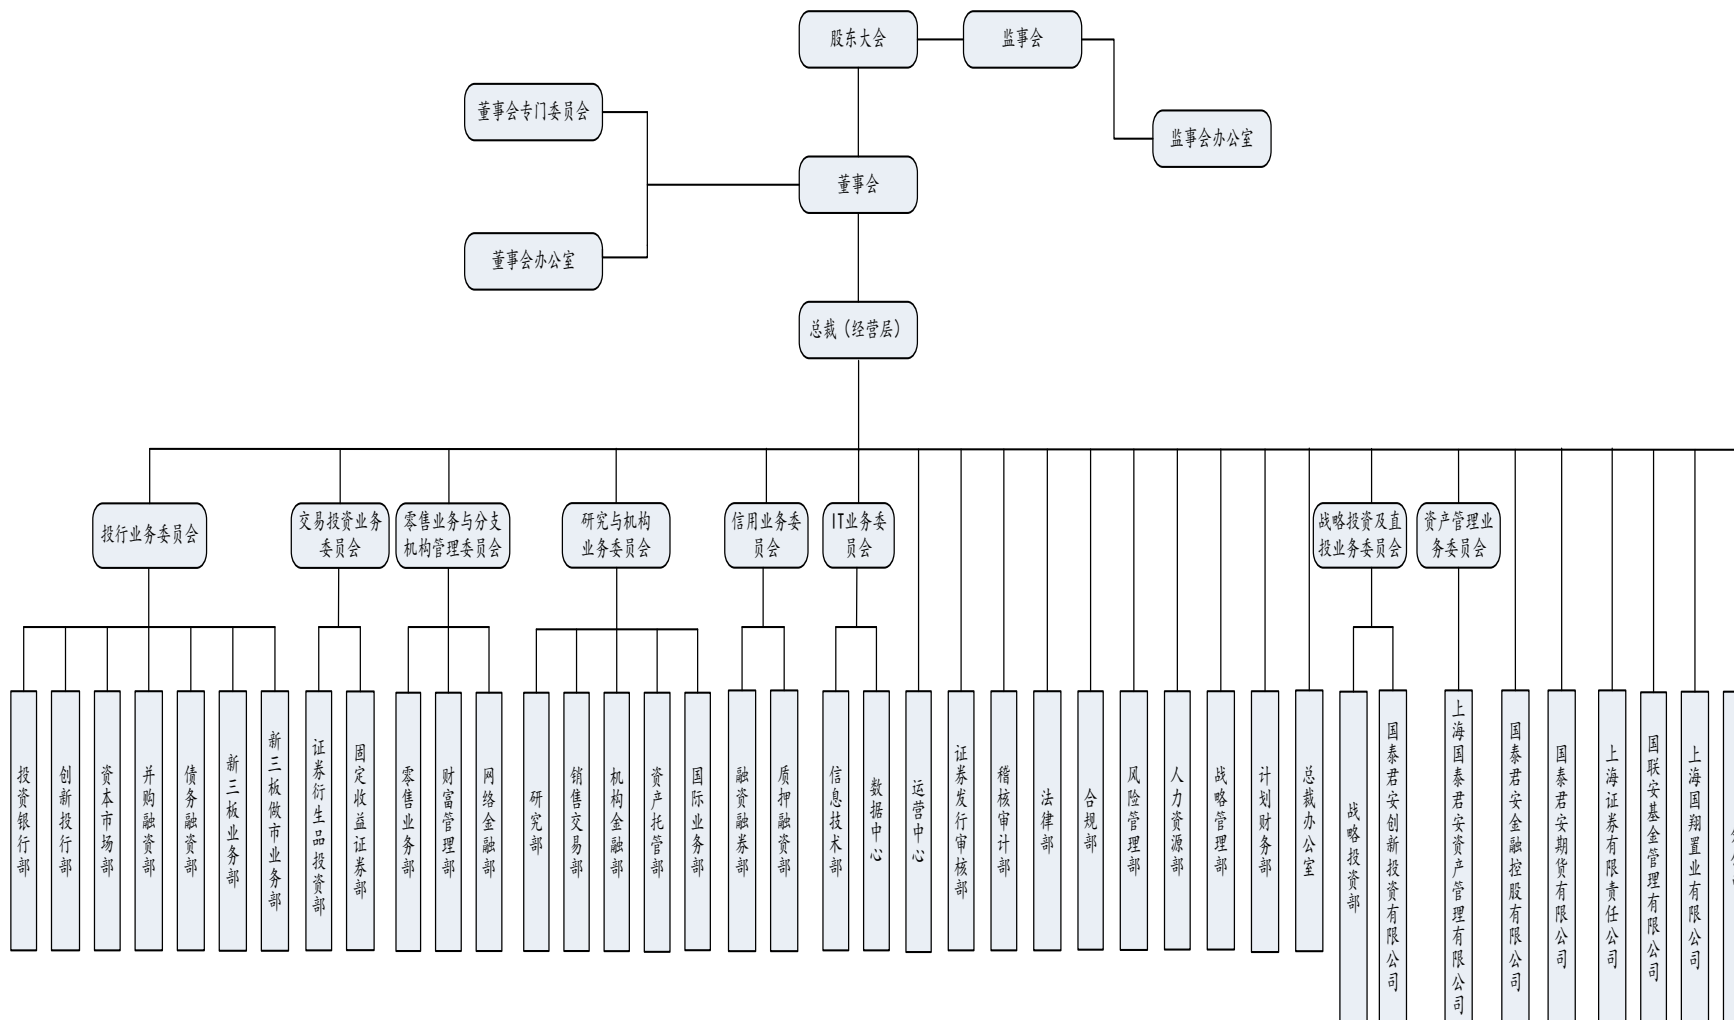 股东大会
监事会
董事会专门委员会
监事会办公室
董事会
董事会办公室
总裁（经营层）
投行业务委员会
交易投资业务
委员会
零售业务与分支
机构管理委员会
研究与机构
业务委员会
信用业务委
员会
IT业务委
员会
战略投资及直
投业务委员会
资产管理业
务委员会
投资银行部
创新投行部
资本市场部
并购融资部
债务融资部
新三板业务部
新三板做市业务部
证券衍生品投资部
固定收益证券部
零售业务部
财富管理部
网络金融部
研究部
销售交易部
机构金融部
资产托管部
国际业务部
融资融券部
质押融资部
信息技术部
数据中心
运营中心
证券发行审核部
稽核审计部
法律部
合规部
风险管理部
人力资源部
战略管理部
计划财务部
总裁办公室
战略投资部
国泰君安创新投资有限公司
上海国泰君安资产管理有限公司
国泰君安金融控股有限公司
国泰君安期货有限公司
上海证券有限责任公司
国联安基金管理有限公司
上海国翔置业有限公司